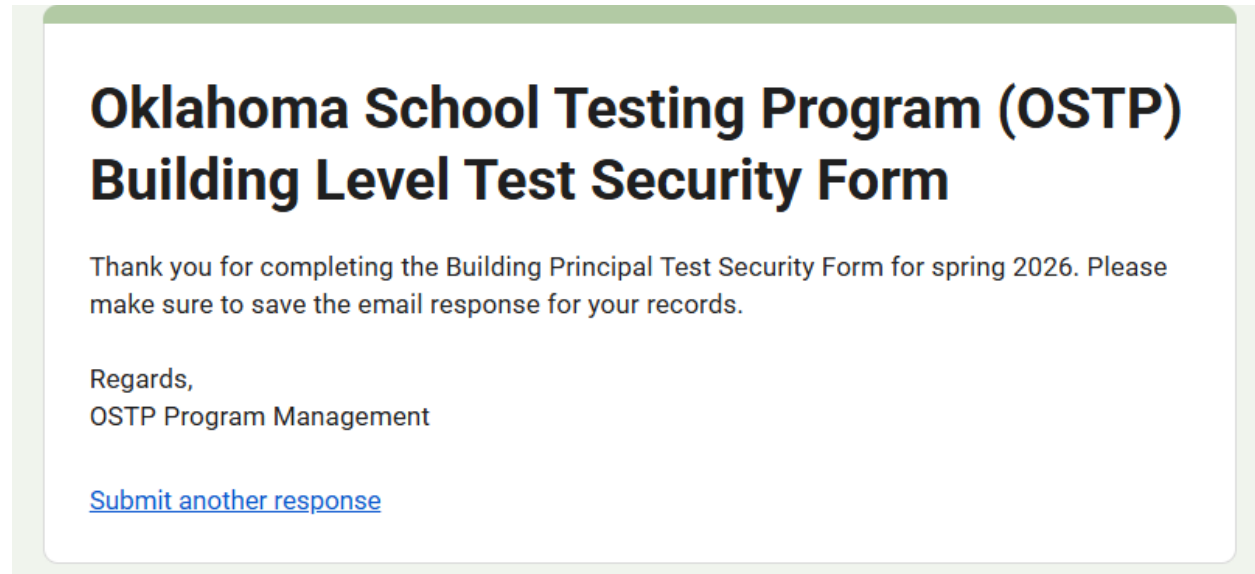 Oklahoma School Testing Program (OSTP)
Building Level Test Security Form
Thank you for completing the Building Principal Test Security Form for spring 2026. Please
make sure to save the email response for your records.
Regards,
OSTP Program Management
Submit another response